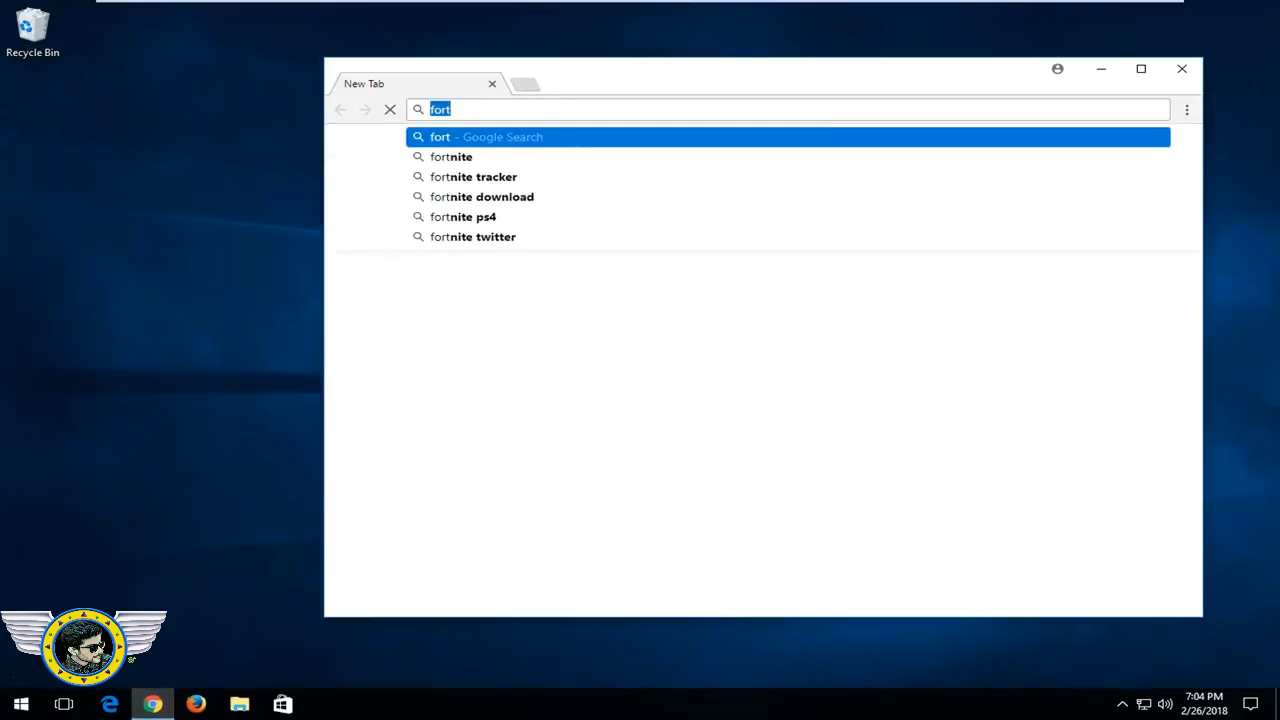 Recycle Bin
New Tab
fort
fort - Google Search
fortnite
fortnite tracker
fortnite download
fortnite ps4
fortnite twitter
7:04 PM
2/26/2018